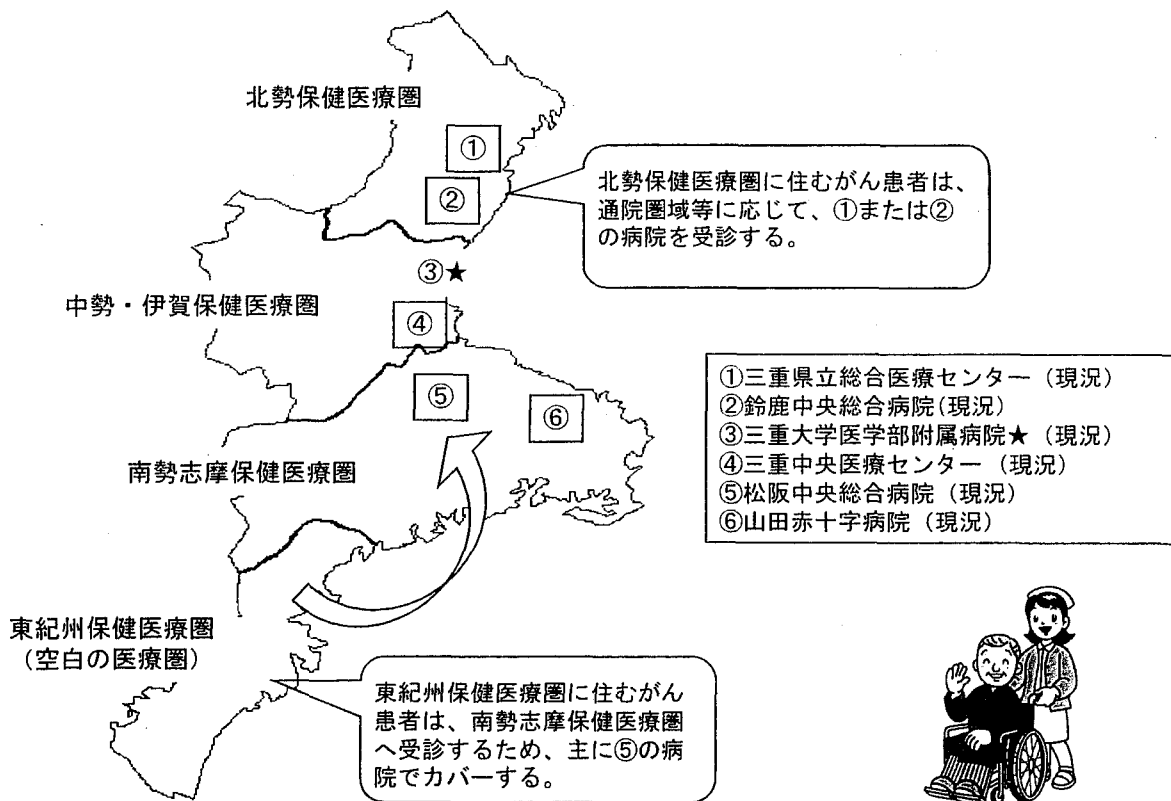 北勢保健医療圏
①
②
北勢保健医療圏に住むがん患者は、
通院圏域等に応じて、①または②
の病院を受診する。
③★
中勢・伊賀保健医療圏
④
①三重県立総合医療センター（現況）
②鈴鹿中央総合病院(現況)
③三重大学医学部附属病院★（現況）
④三重中央医療センター（現況）
⑤松阪中央総合病院（現況）
⑥山田赤十字病院（現況）
⑤
⑥
南勢志摩保健医療圏
東紀州保健医療圏
（空白の医療圏）
東紀州保健医療圏に住むがん
患者は、南勢志摩保健医療圏
へ受診するため、主に⑤の病
院でカバーする。